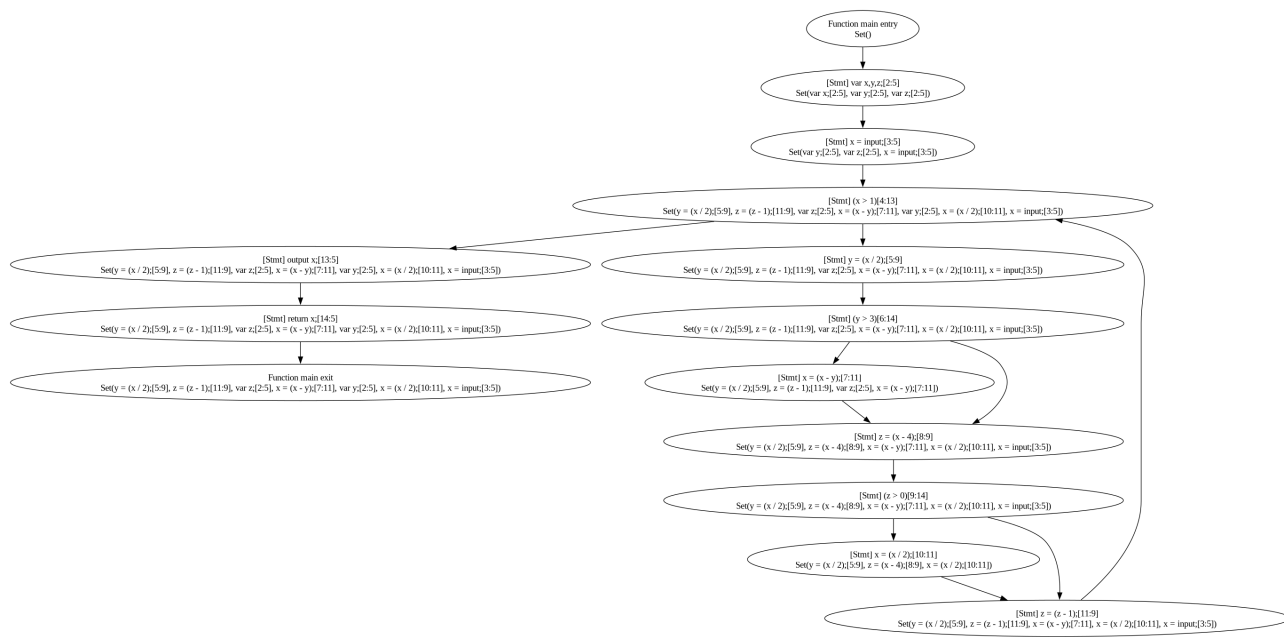 Function main entry
Set()
[Stmt] var x,y,z;[2:5]
Set(var x;[2:5], var y;[2:5], var z;[2:5])
[Stmt] x = input;[3:5]
Set(var y;[2:5], var z;[2:5], x = input;[3:5])
[Stmt] (x > 1)[4:13]
Set(y = (x / 2);[5:9], z = (z - 1);[11:9], var z;[2:5], x = (x - y);[7:11], var y;[2:5], x = (x / 2);[10:11], x = input;[3:5])
[Stmt] output x;[13:5]
Set(y = (x / 2);[5:9], z = (z - 1);[11:9], var z;[2:5], x = (x - y);[7:11], var y;[2:5], x = (x / 2);[10:11], x = input;[3:5])
[Stmt] y = (x / 2);[5:9]
Set(y = (x / 2);[5:9], z = (z - 1);[11:9], var z;[2:5], x = (x - y);[7:11], x = (x / 2);[10:11], x = input;[3:5])
[Stmt] return x;[14:5]
Set(y = (x / 2);[5:9], z = (z - 1);[11:9], var z;[2:5], x = (x - y);[7:11], var y;[2:5], x = (x / 2);[10:11], x = input;[3:5])
[Stmt] (y > 3)[6:14]
Set(y = (x / 2);[5:9], z = (z - 1);[11:9], var z;[2:5], x = (x - y);[7:11], x = (x / 2);[10:11], x = input;[3:5])
Function main exit
Set(y = (x / 2);[5:9], z = (z - 1);[11:9], var z;[2:5], x = (x - y);[7:11], var y;[2:5], x = (x / 2);[10:11], x = input;[3:5])
[Stmt] x = (x - y);[7:11]
Set(y = (x / 2);[5:9], z = (z - 1);[11:9], var z;[2:5], x = (x - y);[7:11])
[Stmt] z = (x - 4);[8:9]
Set(y = (x / 2);[5:9], z = (x - 4);[8:9], x = (x - y);[7:11], x = (x / 2);[10:11], x = input;[3:5])
[Stmt] (z > 0)[9:14]
Set(y = (x / 2);[5:9], z = (x - 4);[8:9], x = (x - y);[7:11], x = (x / 2);[10:11], x = input;[3:5])
[Stmt] x = (x / 2);[10:11]
Set(y = (x / 2);[5:9], z = (x - 4);[8:9], x = (x / 2);[10:11])
[Stmt] z = (z - 1);[11:9]
Set(y = (x / 2);[5:9], z = (z - 1);[11:9], x = (x - y);[7:11], x = (x / 2);[10:11], x = input;[3:5])